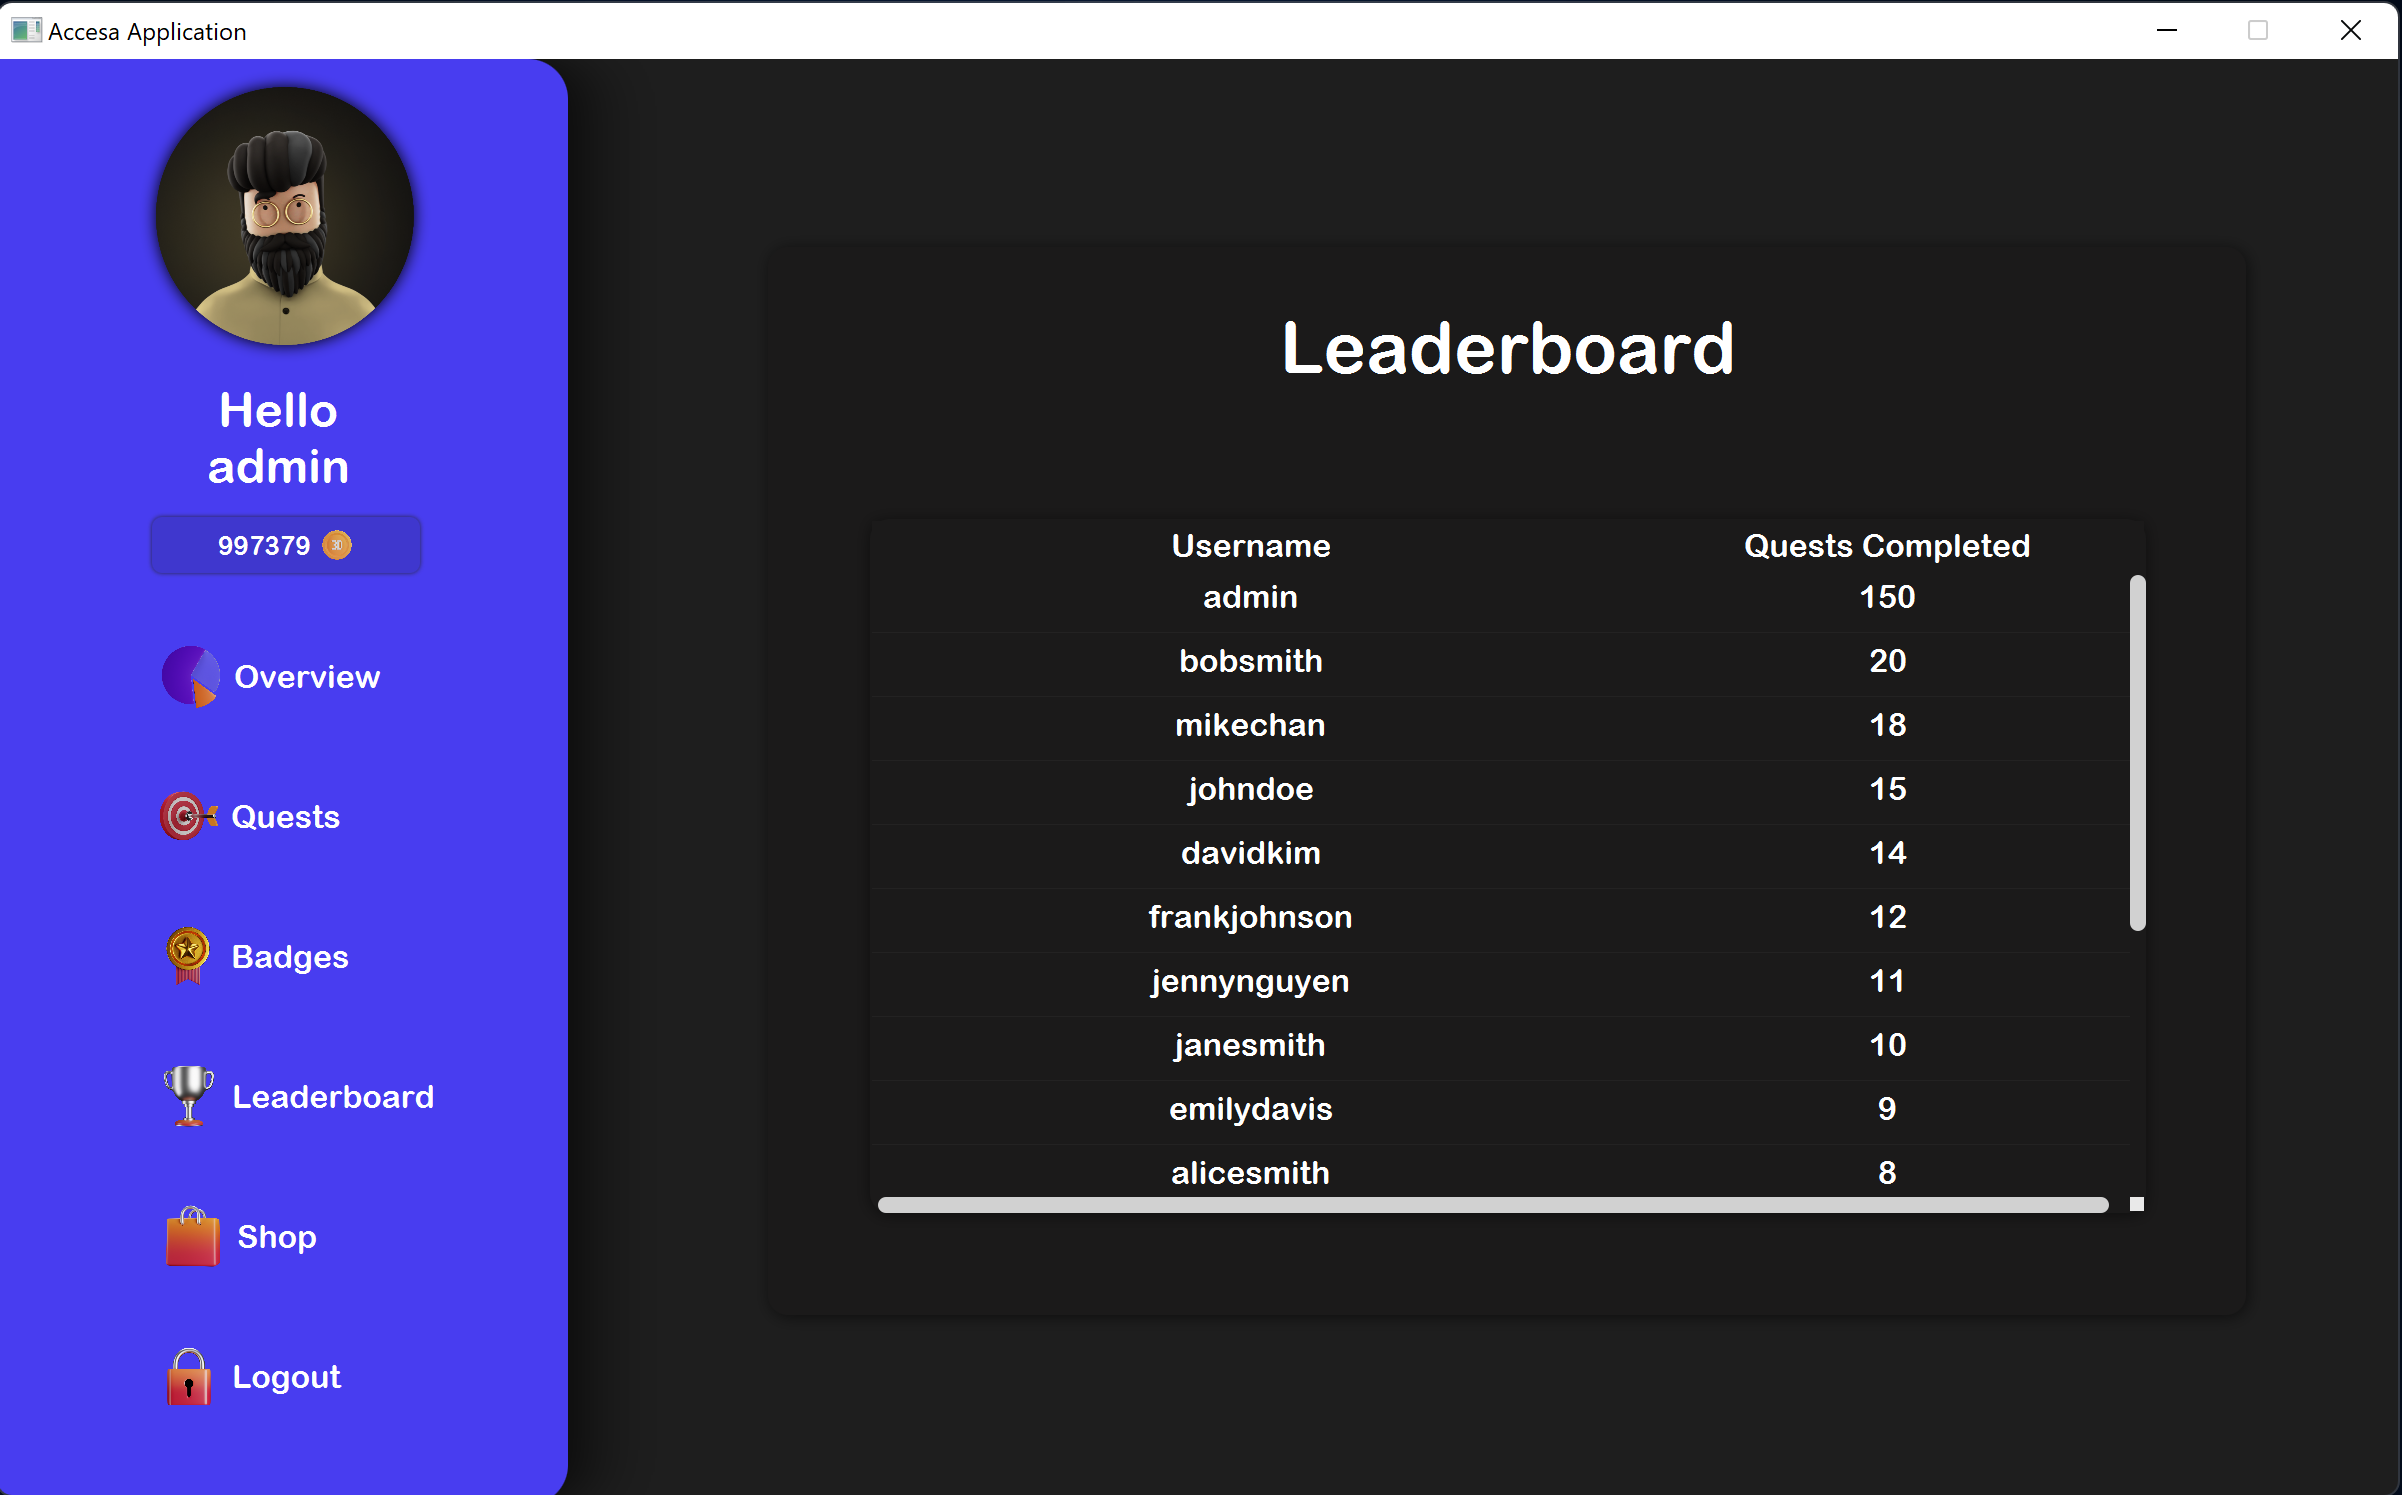 Accesa Application
Hello
admin
997379 30
Overview
Quests
Badges
Leaderboard
Shop
Logout
Leaderboard
Username Quests Completed
admin 150
bobsmith 20
mikechan 18
johndoe 15
davidkim 14
frankjohnson 12
jennynguyen 11
janesmith 10
emilydavis 9
alicesmith 8